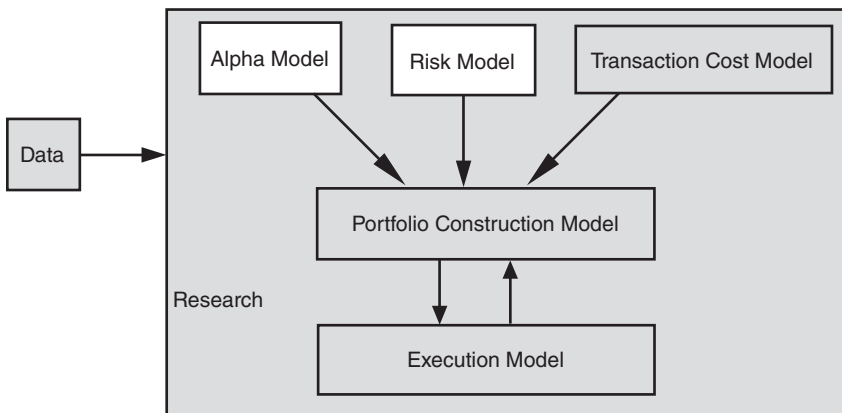 Alpha Model
Risk Model
Transaction Cost Model
Data
Portfolio Construction Model
Research
Execution Model